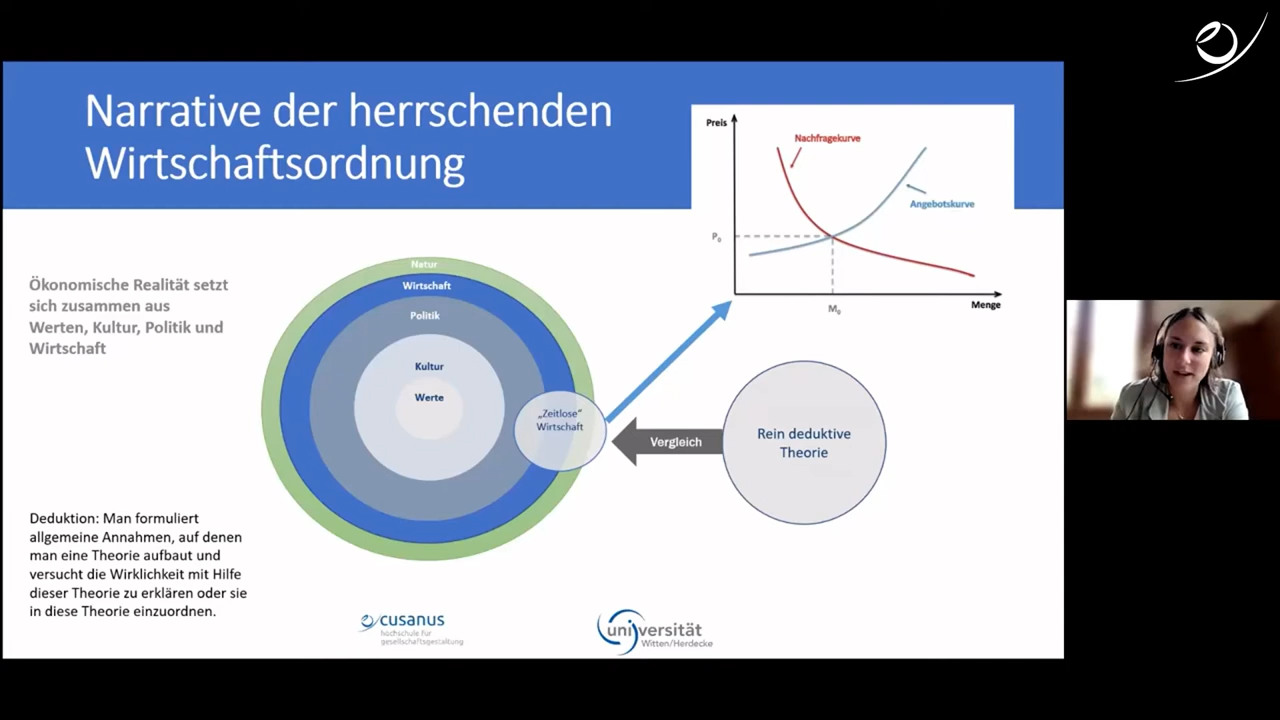 Narrative der herrschenden
Wirtschaftsordnung
Preis
Nachfragekurve
Angebotskurve
P₀
M₀
Menge
Ökonomische Realität setzt
sich zusammen aus
Werten, Kultur, Politik und
Wirtschaft
Natur
Wirtschaft
Politik
Kultur
Werte
„Zeitlose“
Wirtschaft
Vergleich
Rein deduktive
Theorie
Deduktion: Man formuliert
allgemeine Annahmen, auf denen
man eine Theorie aufbaut und
versucht die Wirklichkeit mit Hilfe
dieser Theorie zu erklären oder sie
in diese Theorie einzuordnen.
cusanus
hochschule für
gesellschaftsgestaltung
universität
Witten/Herdecke